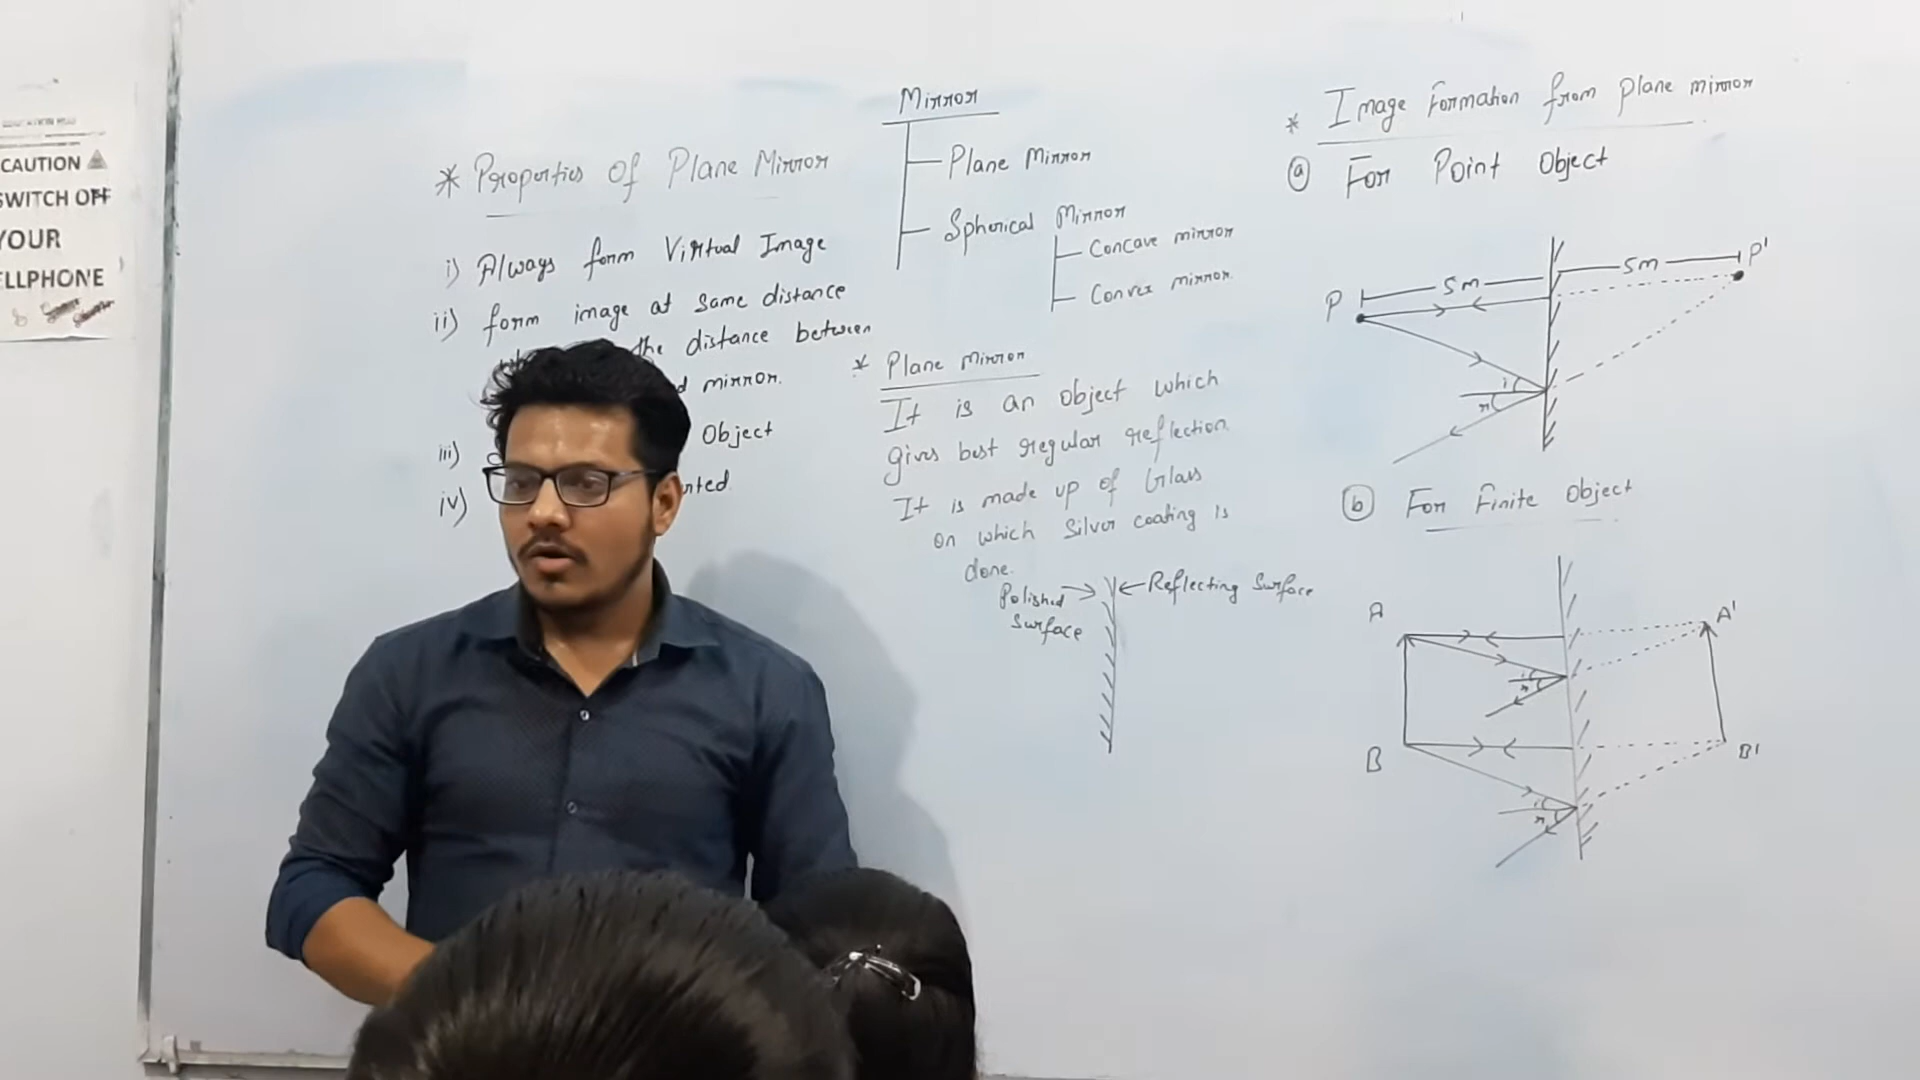 CAUTION
SWITCH OFF
YOUR
ELLPHONE
* Properties of Plane Mirror
i) Always form Virtual Image
ii) form image at same distance
the distance between
d mirror.
iii) Object
iv) rted.
Mirror
Plane Mirror
Spherical Mirror
Concave mirror
Convex mirror.
* Plane Mirror
It is an object which
gives best regular reflection.
It is made up of Glass
on which silver coating is
done.
Polished
Surface
Reflecting Surface
* Image Formation from plane mirror
a For Point Object
P 5m 5m P'
i
r
b For Finite Object
A A'
i
r
B B'
i
r